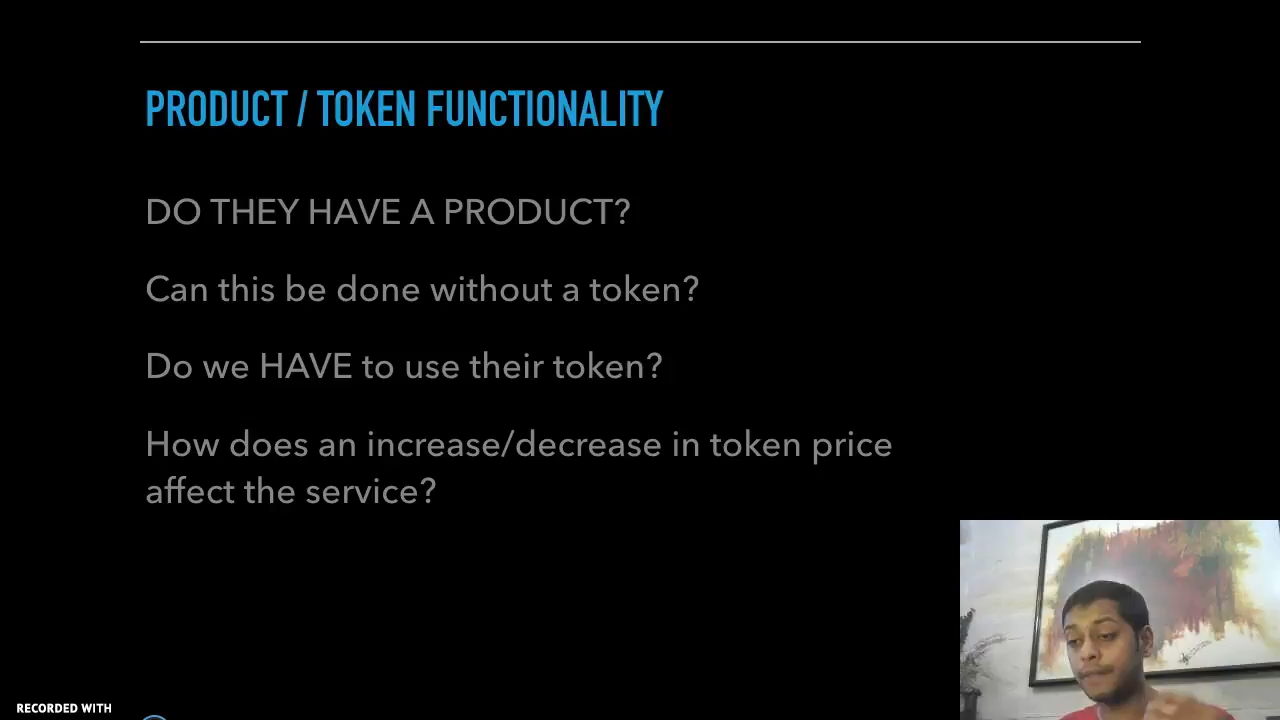 PRODUCT / TOKEN FUNCTIONALITY
DO THEY HAVE A PRODUCT?
Can this be done without a token?
Do we HAVE to use their token?
How does an increase/decrease in token price
affect the service?
RECORDED WITH